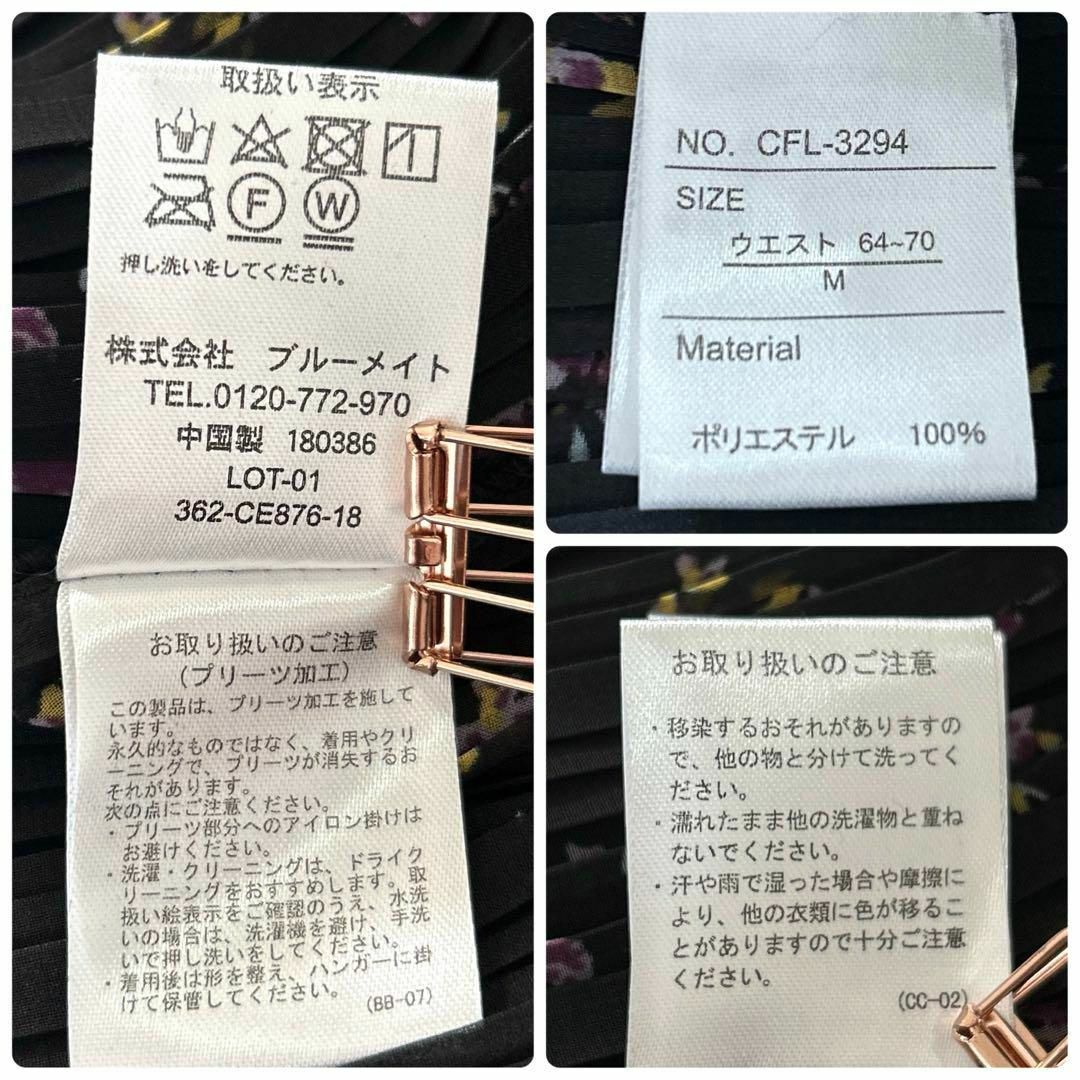 取扱い表示
F W
押し洗いをしてください。
株式会社 ブルーメイト
TEL.0120-772-970
中国製 180386
LOT-01
362-CE876-18
お取り扱いのご注意
(プリーツ加工)
この製品は、プリーツ加工を施して
います。
永久的なものではなく、着用やクリ
ーニングで、プリーツが消失するお
それがあります。
次の点にご注意ください。
・プリーツ部分へのアイロン掛けは
お避けください。
・洗濯・クリーニングは、ドライク
リーニングをおすすめします。取
扱い絵表示をご確認のうえ、水洗
いの場合は、洗濯機を避け、手洗
いで押し洗いをしてください。
・着用後は形を整え、ハンガーに掛
けて保管してください。
(BB-07)
NO. CFL-3294
SIZE
ウエスト 64~70
M
Material
ポリエステル 100%
お取り扱いのご注意
・移染するおそれがありますの
で、他の物と分けて洗ってく
ださい。
・濡れたまま他の洗濯物と重ね
ないでください。
・汗や雨で湿った場合や摩擦に
より、他の衣類に色が移るこ
とがありますので十分ご注意
ください。
(CC-02)